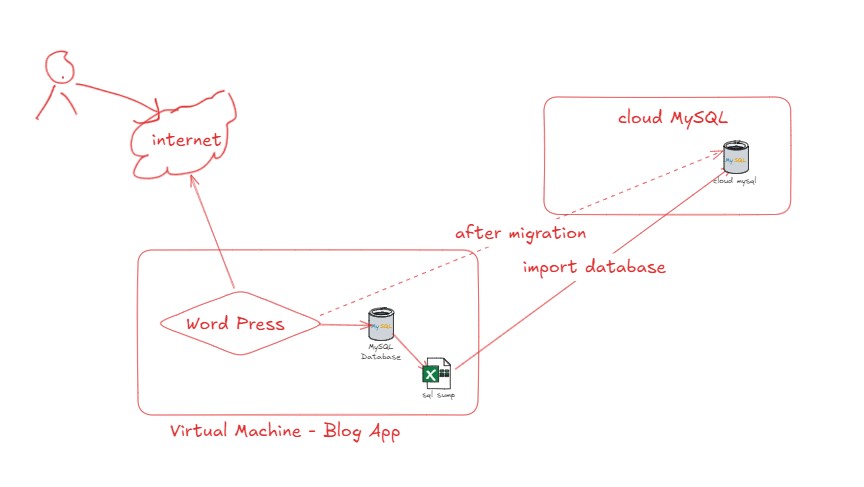 internet
cloud MySQL
My SQL
cloud mysql
after migration
import database
Word Press
My SQL
MySQL
Database
X
sql sump
Virtual Machine - Blog App